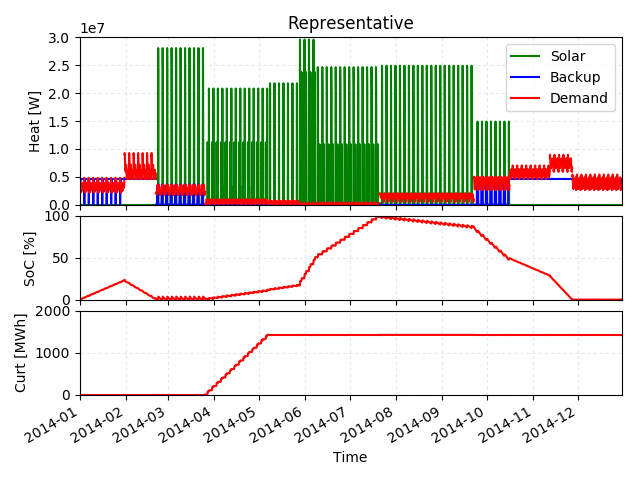 Representative
1e7
3.0
2.5
2.0
1.5
1.0
0.5
0.0
Heat [W]
Solar
Backup
Demand
100
50
0
SoC [%]
2000
1000
0
Curt [MWh]
2014-01
2014-02
2014-03
2014-04
2014-05
2014-06
2014-07
2014-08
2014-09
2014-10
2014-11
2014-12
Time